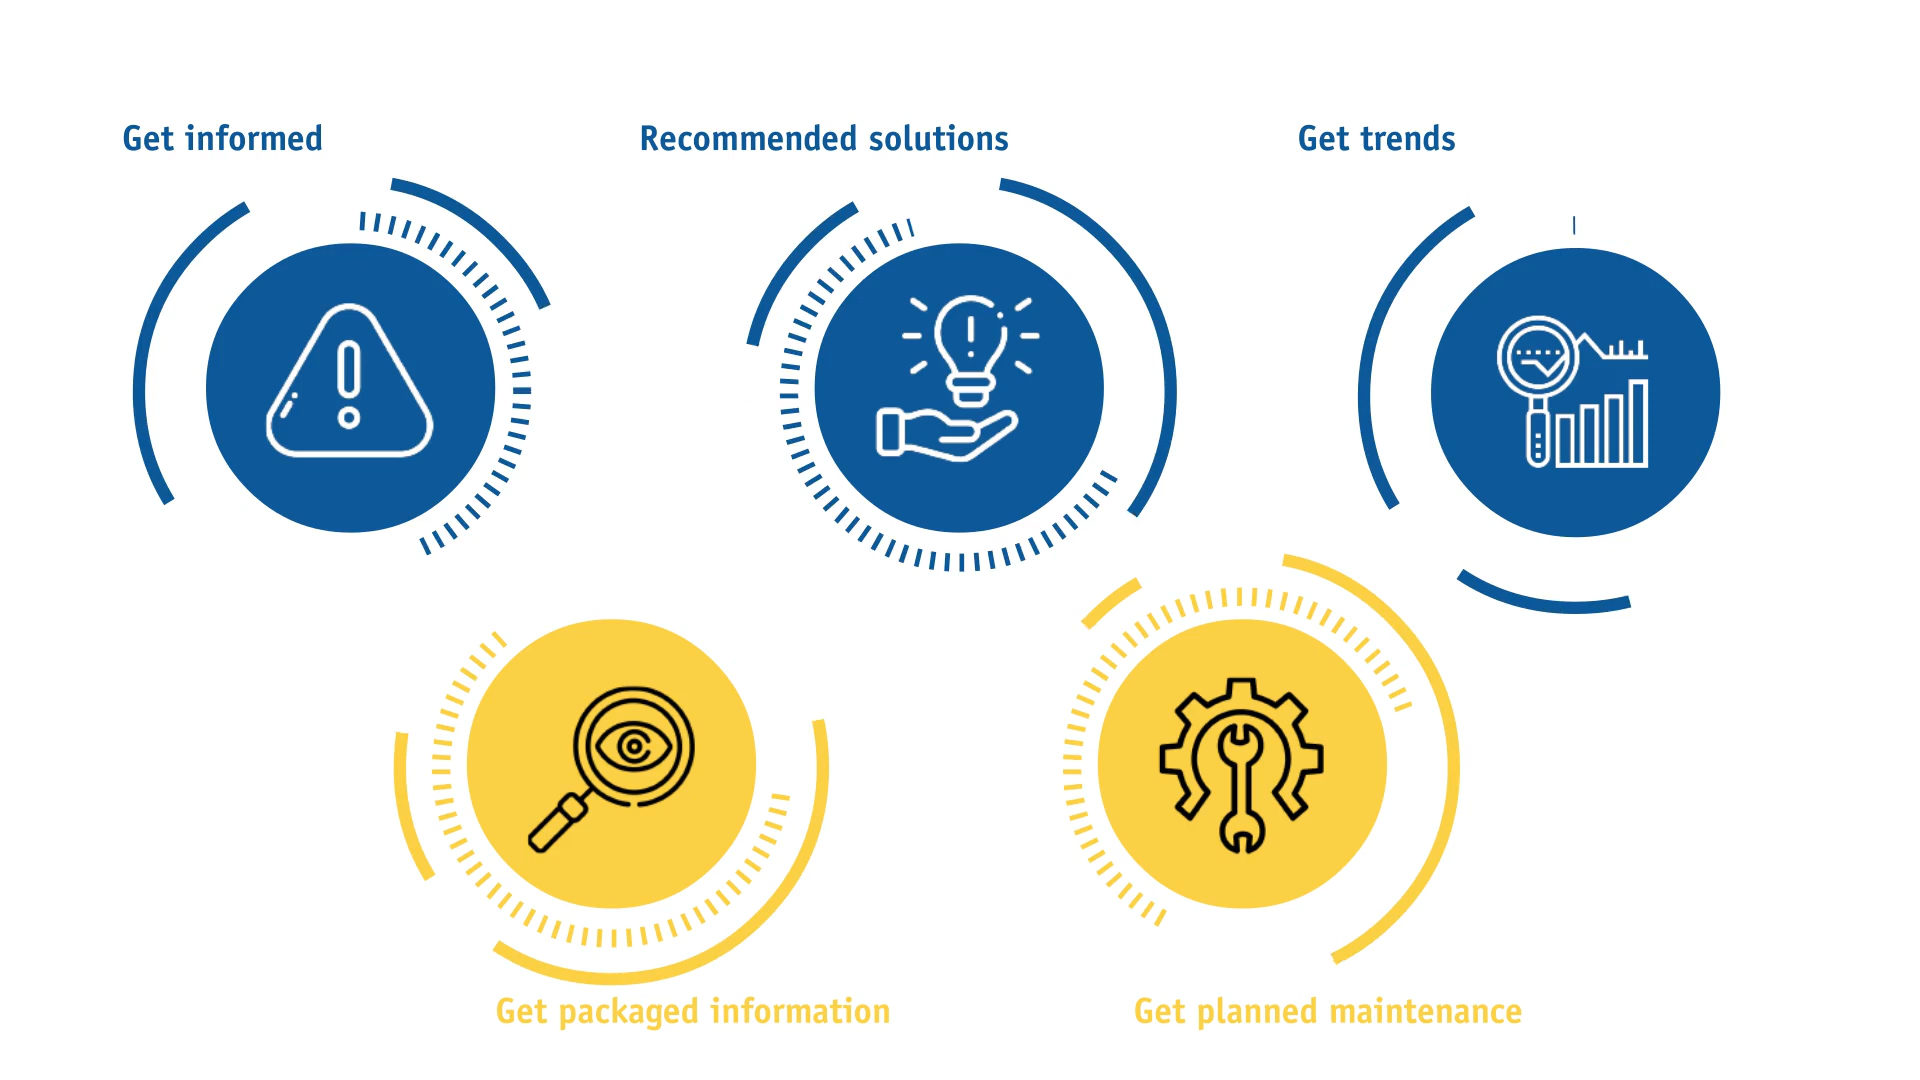 Get informed
Recommended solutions
Get trends
Get packaged information
Get planned maintenance